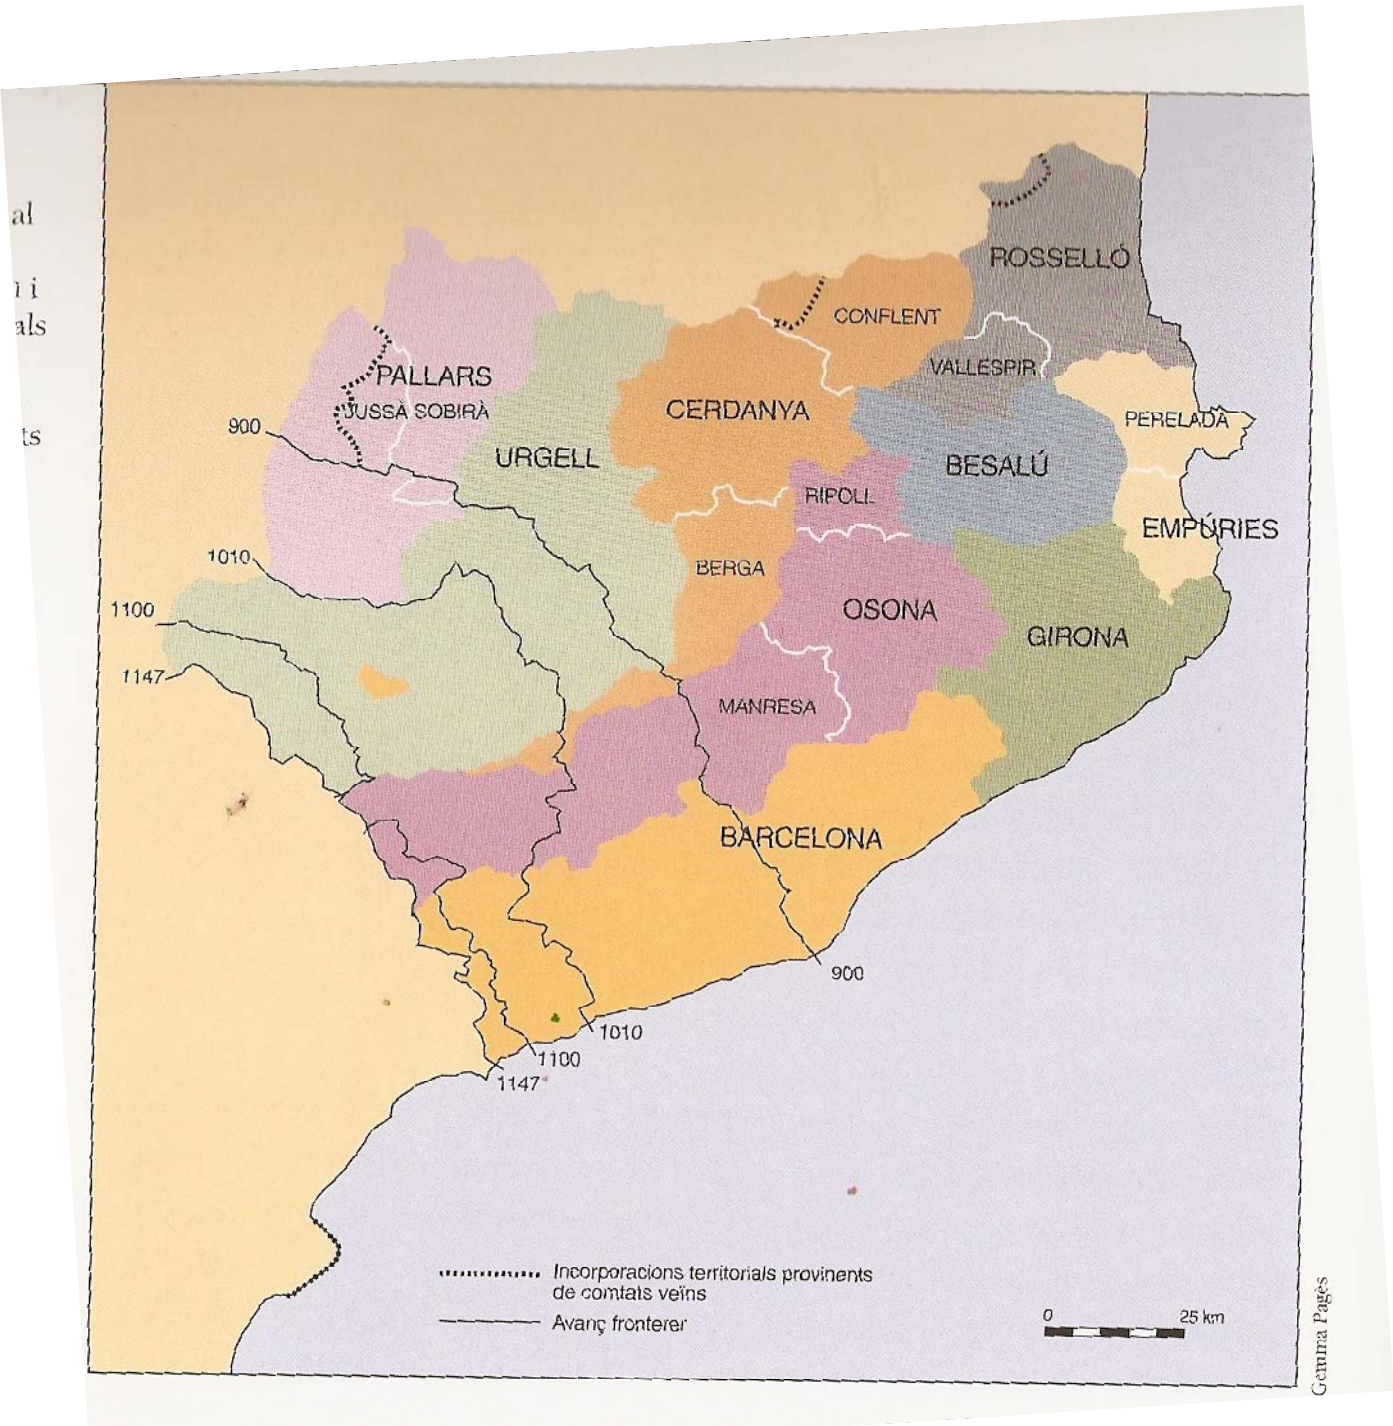 al
als
ts
ROSSELLÓ
CONFLENT
VALLESPIR
PALLARS
JUSSÀ SOBIRÀ
CERDANYA
PERELADA
900
URGELL
BESALÚ
RIPOLL
EMPÚRIES
1010
BERGA
1100
OSONA
GIRONA
1147
MANRESA
BARCELONA
900
1010
1100
1147
Incorporacions territorials provinents
de comtats veïns
Avanç fronterer
0 25 km
Gemma Pagès